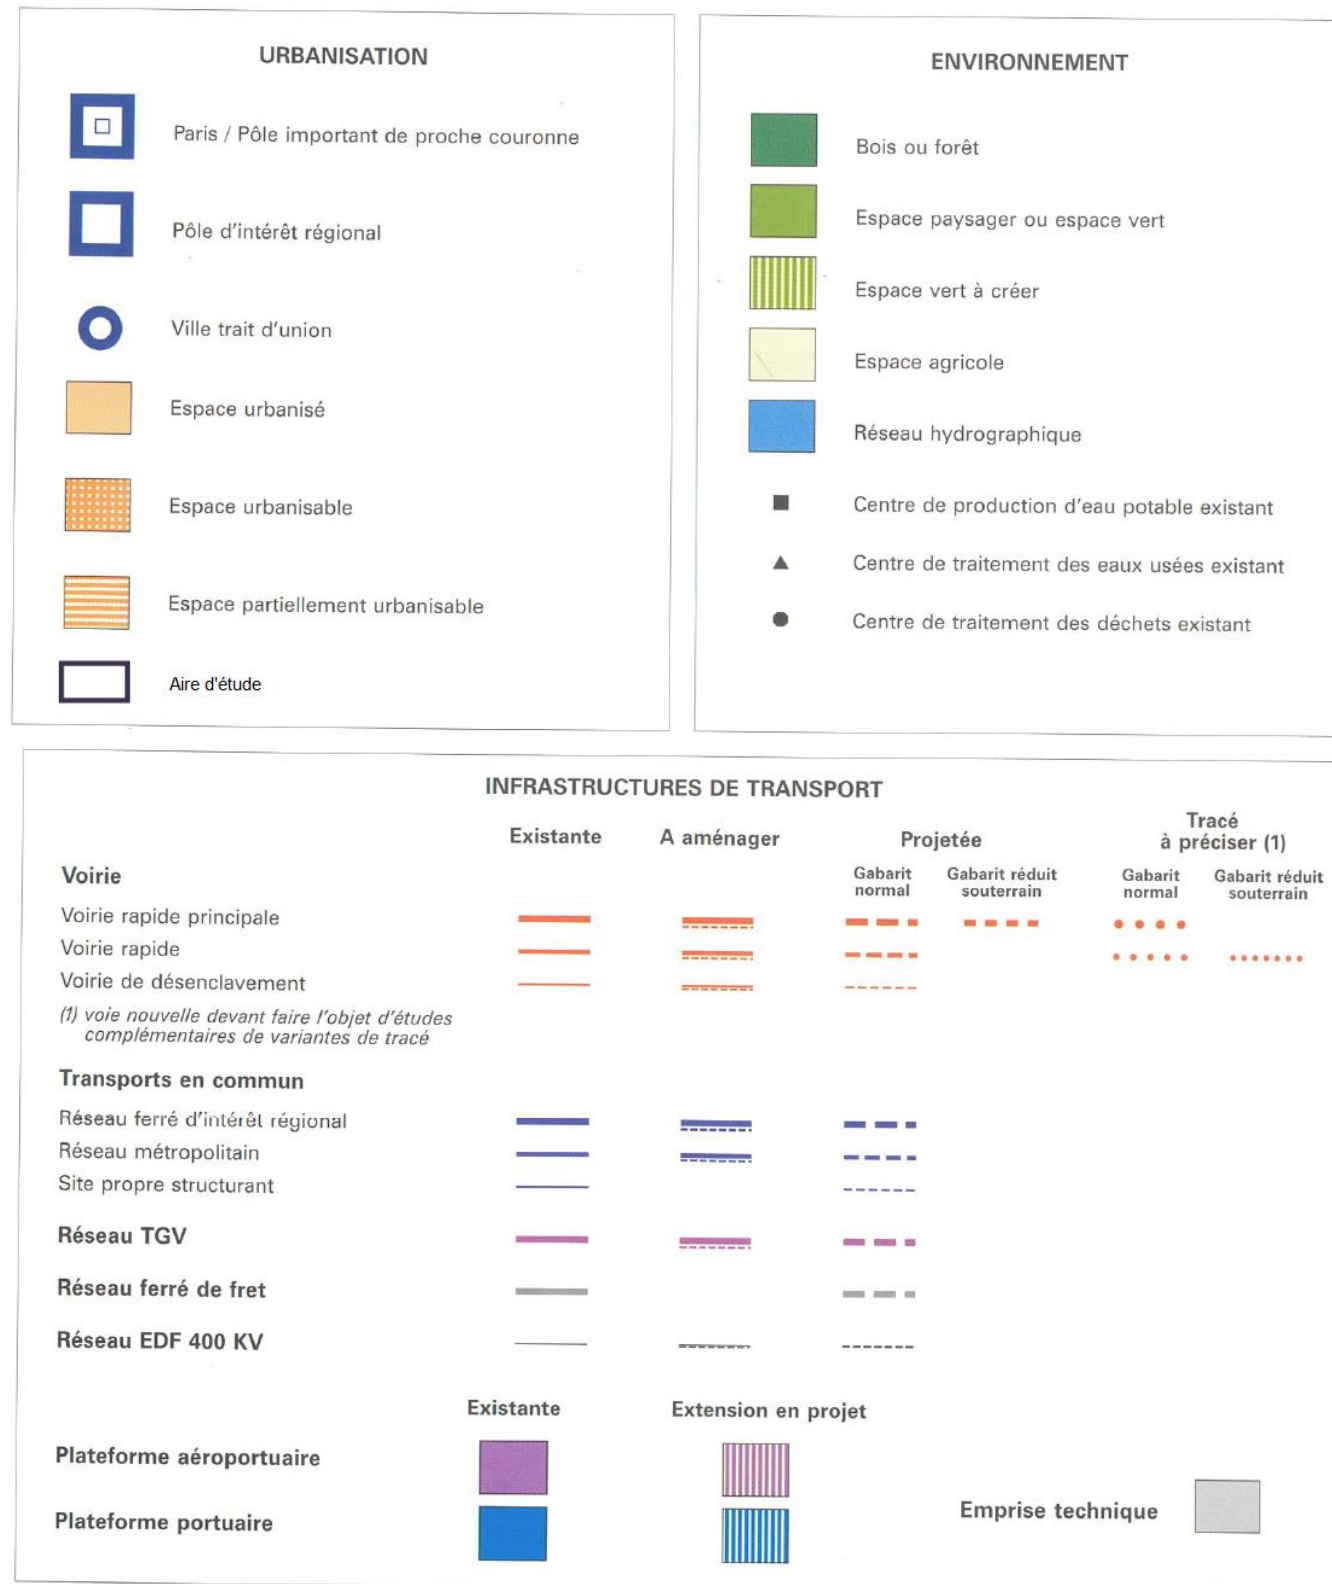 URBANISATION
Paris / Pôle important de proche couronne
Pôle d'intérêt régional
Ville trait d'union
Espace urbanisé
Espace urbanisable
Espace partiellement urbanisable
Aire d'étude
ENVIRONNEMENT
Bois ou forêt
Espace paysager ou espace vert
Espace vert à créer
Espace agricole
Réseau hydrographique
Centre de production d'eau potable existant
Centre de traitement des eaux usées existant
Centre de traitement des déchets existant
INFRASTRUCTURES DE TRANSPORT
Existante
A aménager
Projetée
Tracé
à préciser (1)
Voirie
Gabarit
normal
Gabarit réduit
souterrain
Gabarit
normal
Gabarit réduit
souterrain
Voirie rapide principale
Voirie rapide
Voirie de désenclavement
(1) voie nouvelle devant faire l'objet d'études
complémentaires de variantes de tracé
Transports en commun
Réseau ferré d'intérêt régional
Réseau métropolitain
Site propre structurant
Réseau TGV
Réseau ferré de fret
Réseau EDF 400 KV
Existante
Extension en projet
Plateforme aéroportuaire
Plateforme portuaire
Emprise technique